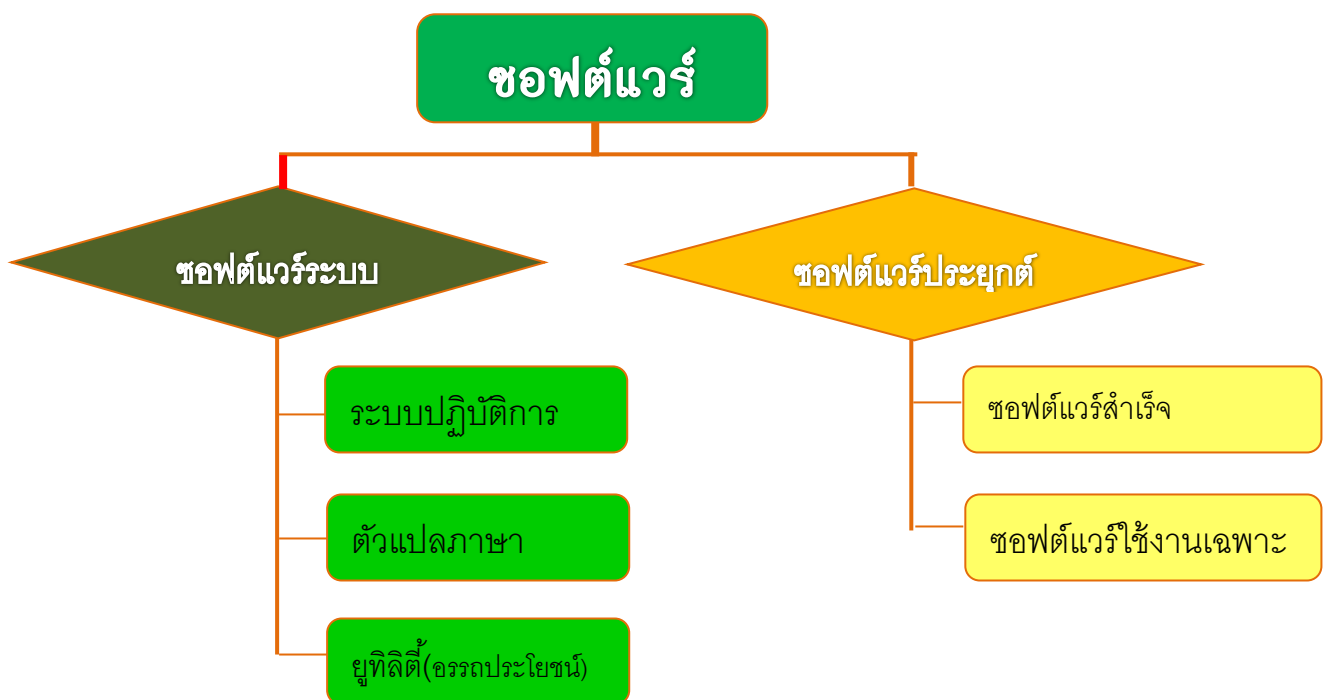 ซอฟต์แวร์
ซอฟต์แวร์ระบบ
ซอฟต์แวร์ประยุกต์
ระบบปฏิบัติการ
ซอฟต์แวร์สำเร็จ
ตัวแปลภาษา
ซอฟต์แวร์ใช้งานเฉพาะ
ยูทิลิตี้(อรรถประโยชน์)